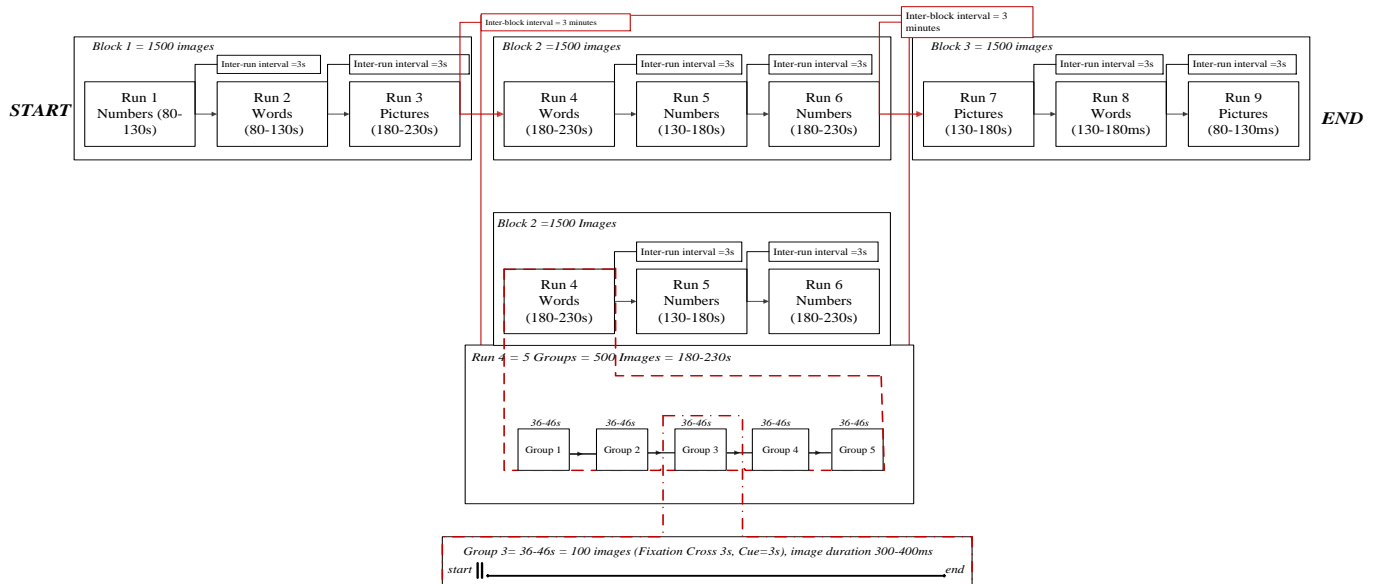 Inter-block interval = 3 minutes
Inter-block interval = 3
minutes
Block 1 = 1500 images
Inter-run interval =3s
Inter-run interval =3s
START
Run 1
Numbers (80-
130s)
Run 2
Words
(80-130s)
Run 3
Pictures
(180-230s)
Block 2 =1500 images
Inter-run interval =3s
Inter-run interval =3s
Run 4
Words
(180-230s)
Run 5
Numbers
(130-180s)
Run 6
Numbers
(180-230s)
Block 3 = 1500 images
Inter-run interval =3s
Inter-run interval =3s
Run 7
Pictures
(130-180s)
Run 8
Words
(130-180ms)
Run 9
Pictures
(80-130ms)
END
Block 2 =1500 Images
Inter-run interval =3s
Inter-run interval =3s
Run 4
Words
(180-230s)
Run 5
Numbers
(130-180s)
Run 6
Numbers
(180-230s)
Run 4 = 5 Groups = 500 Images = 180-230s
36-46s
36-46s
36-46s
36-46s
36-46s
Group 1
Group 2
Group 3
Group 4
Group 5
Group 3= 36-46s = 100 images (Fixation Cross 3s, Cue=3s), image duration 300-400ms
start
end